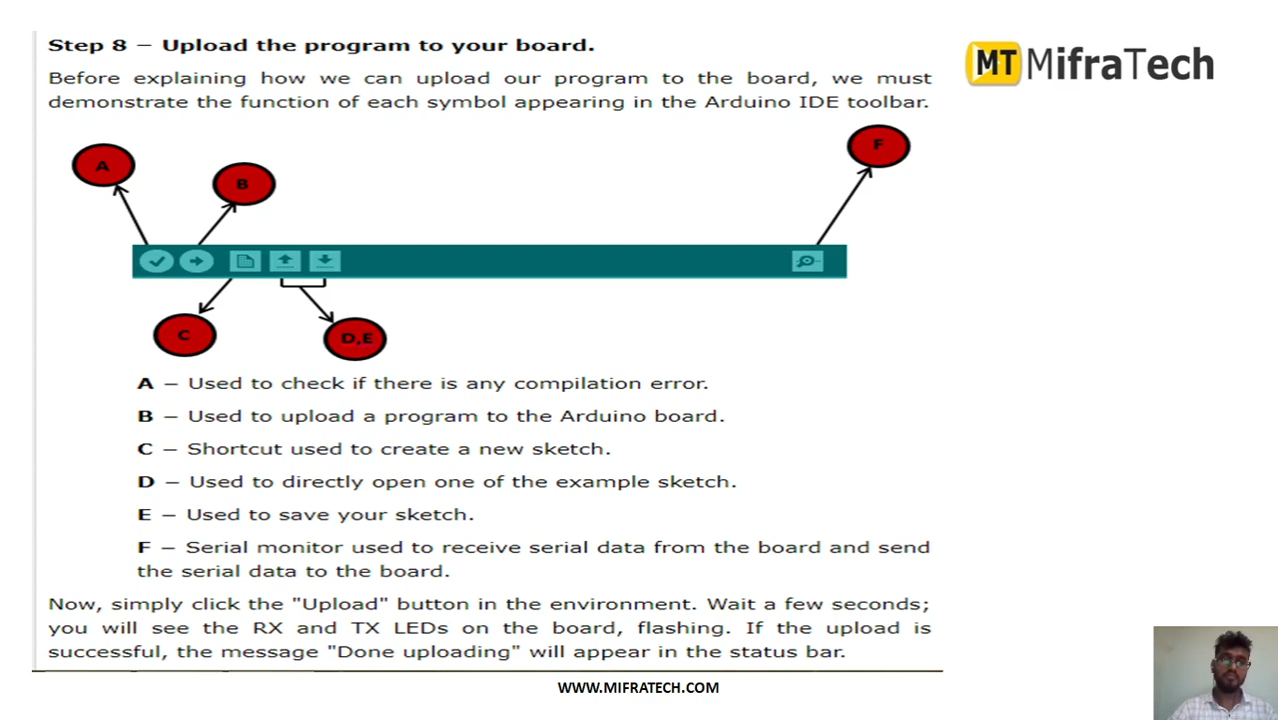 Step 8 − Upload the program to your board.
MT MifraTech
Before explaining how we can upload our program to the board, we must
demonstrate the function of each symbol appearing in the Arduino IDE toolbar.
A
B
F
C
D,E
A − Used to check if there is any compilation error.
B − Used to upload a program to the Arduino board.
C − Shortcut used to create a new sketch.
D − Used to directly open one of the example sketch.
E − Used to save your sketch.
F − Serial monitor used to receive serial data from the board and send
the serial data to the board.
Now, simply click the "Upload" button in the environment. Wait a few seconds;
you will see the RX and TX LEDs on the board, flashing. If the upload is
successful, the message "Done uploading" will appear in the status bar.
WWW.MIFRATECH.COM